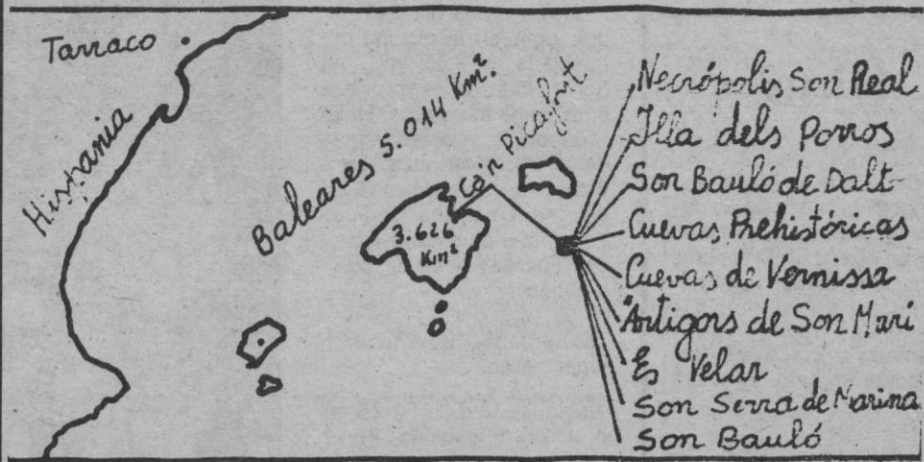 Tarraco
Hispania
Baleares 5.014 Km².
Ca'n Picafort
3.626
Km²
Necrópolis Son Real
Illa dels Porros
Son Bauló de Dalt
Cuevas Prehistóricas
Cuevas de Vernissa
Antigors de Son Mari
Es Velar
Son Serra de Marina
Son Bauló